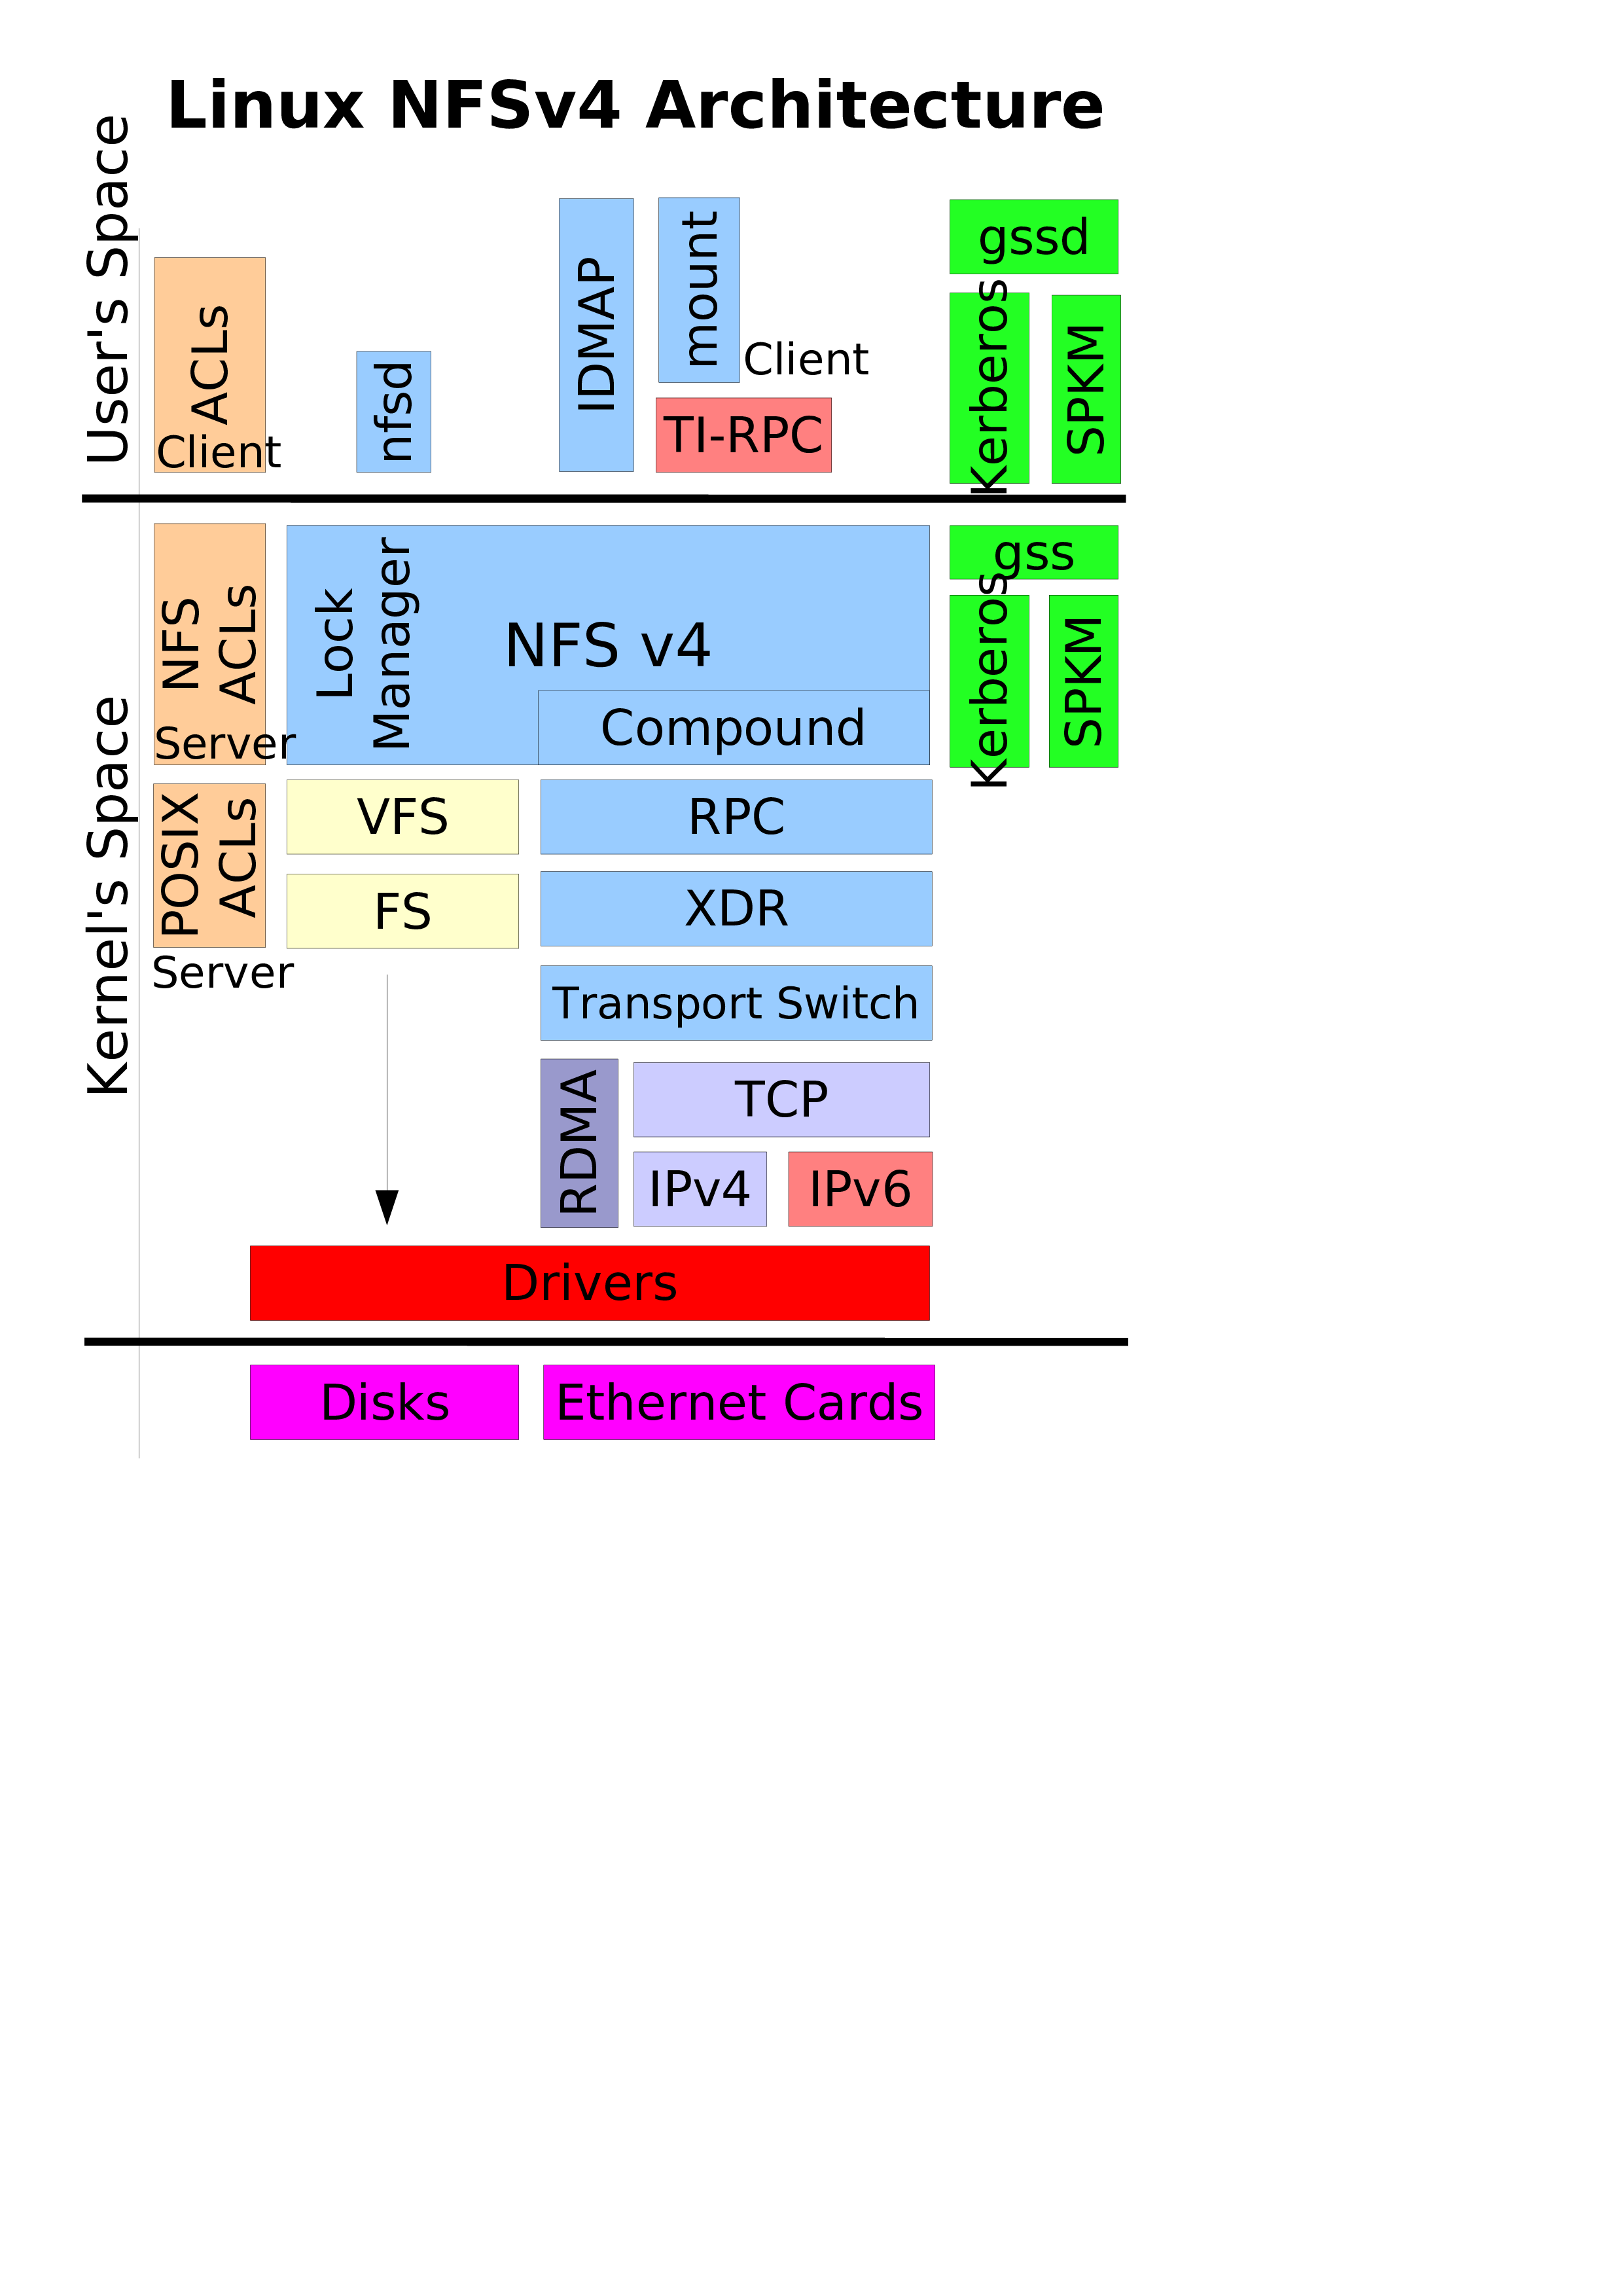 Linux NFSv4 Architecture
User's Space
ACLs
Client
nfsd
IDMAP
mount
Client
TI-RPC
gssd
Kerberos
SPKM
Kernel's Space
NFS
ACLs
Server
Lock
Manager
NFS v4
Compound
gss
Kerberos
SPKM
POSIX
ACLs
Server
VFS
RPC
FS
XDR
Transport Switch
RDMA
TCP
IPv4
IPv6
Drivers
Disks
Ethernet Cards